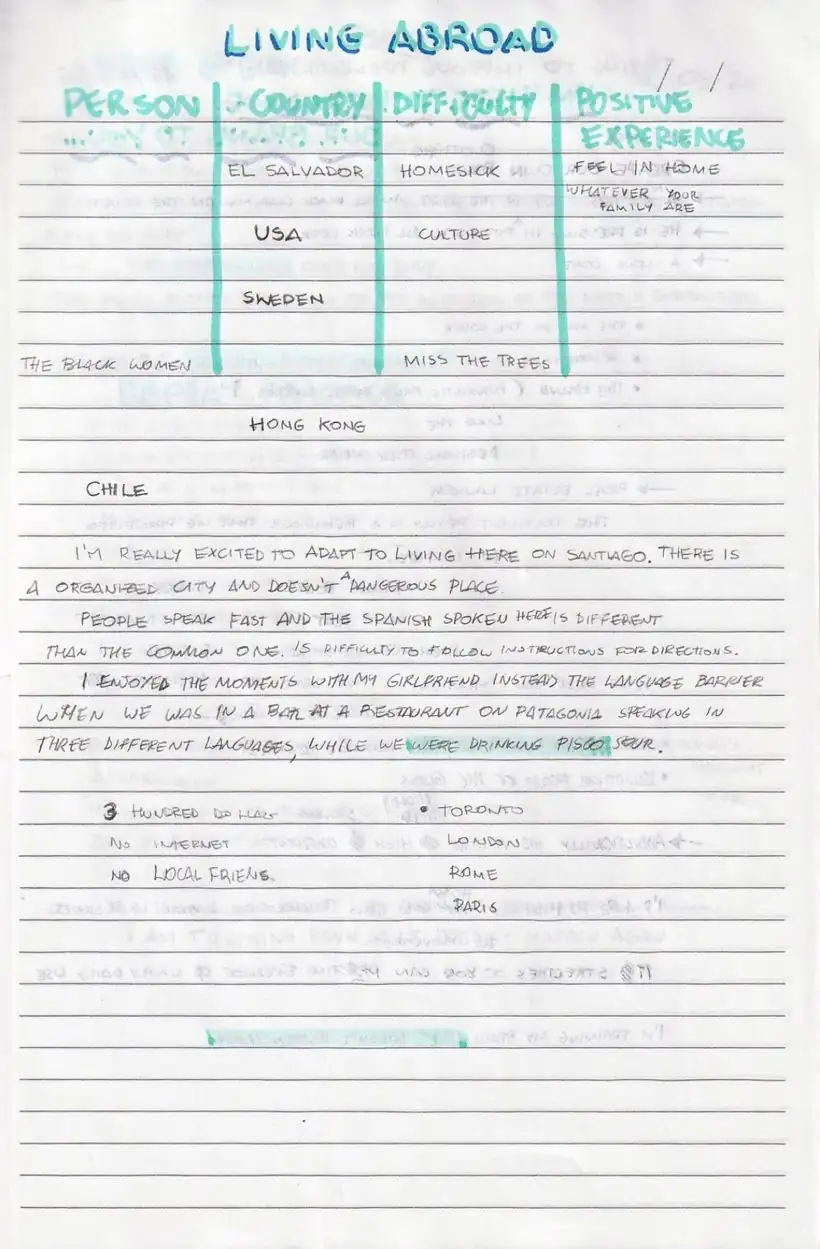 LIVING ABROAD
/ /
PERSON COUNTRY DIFFICULTY POSITIVE
EXPERIENCE
EL SALVADOR HOMESICK FEEL IN HOME
WHATEVER YOUR
FAMILY ARE
USA CULTURE
SWEDEN
THE BLACK WOMEN MISS THE TREES
HONG KONG
CHILE
I'M REALLY EXCITED TO ADAPT TO LIVING HERE ON SANTIAGO. THERE IS
A ORGANIZED CITY AND DOESN'T A DANGEROUS PLACE.
PEOPLE SPEAK FAST AND THE SPANISH SPOKEN HERE IS DIFFERENT
THAN THE COMMON ONE. IS DIFFICULTY TO FOLLOW INSTRUCTIONS FOR DIRECTIONS.
I ENJOYED THE MOMENTS WITH MY GIRLFRIEND INSTEAD THE LANGUAGE BARRIER
WHEN WE WAS IN A BAR AT A RESTAURANT ON PATAGONIA SPEAKING IN
THREE DIFFERENT LANGUAGES, WHILE WE WERE DRINKING PISCO SOUR.
3 HUNDRED DOLLARS • TORONTO
NO INTERNET LONDON
NO LOCAL FRIENS. ROME
PARIS